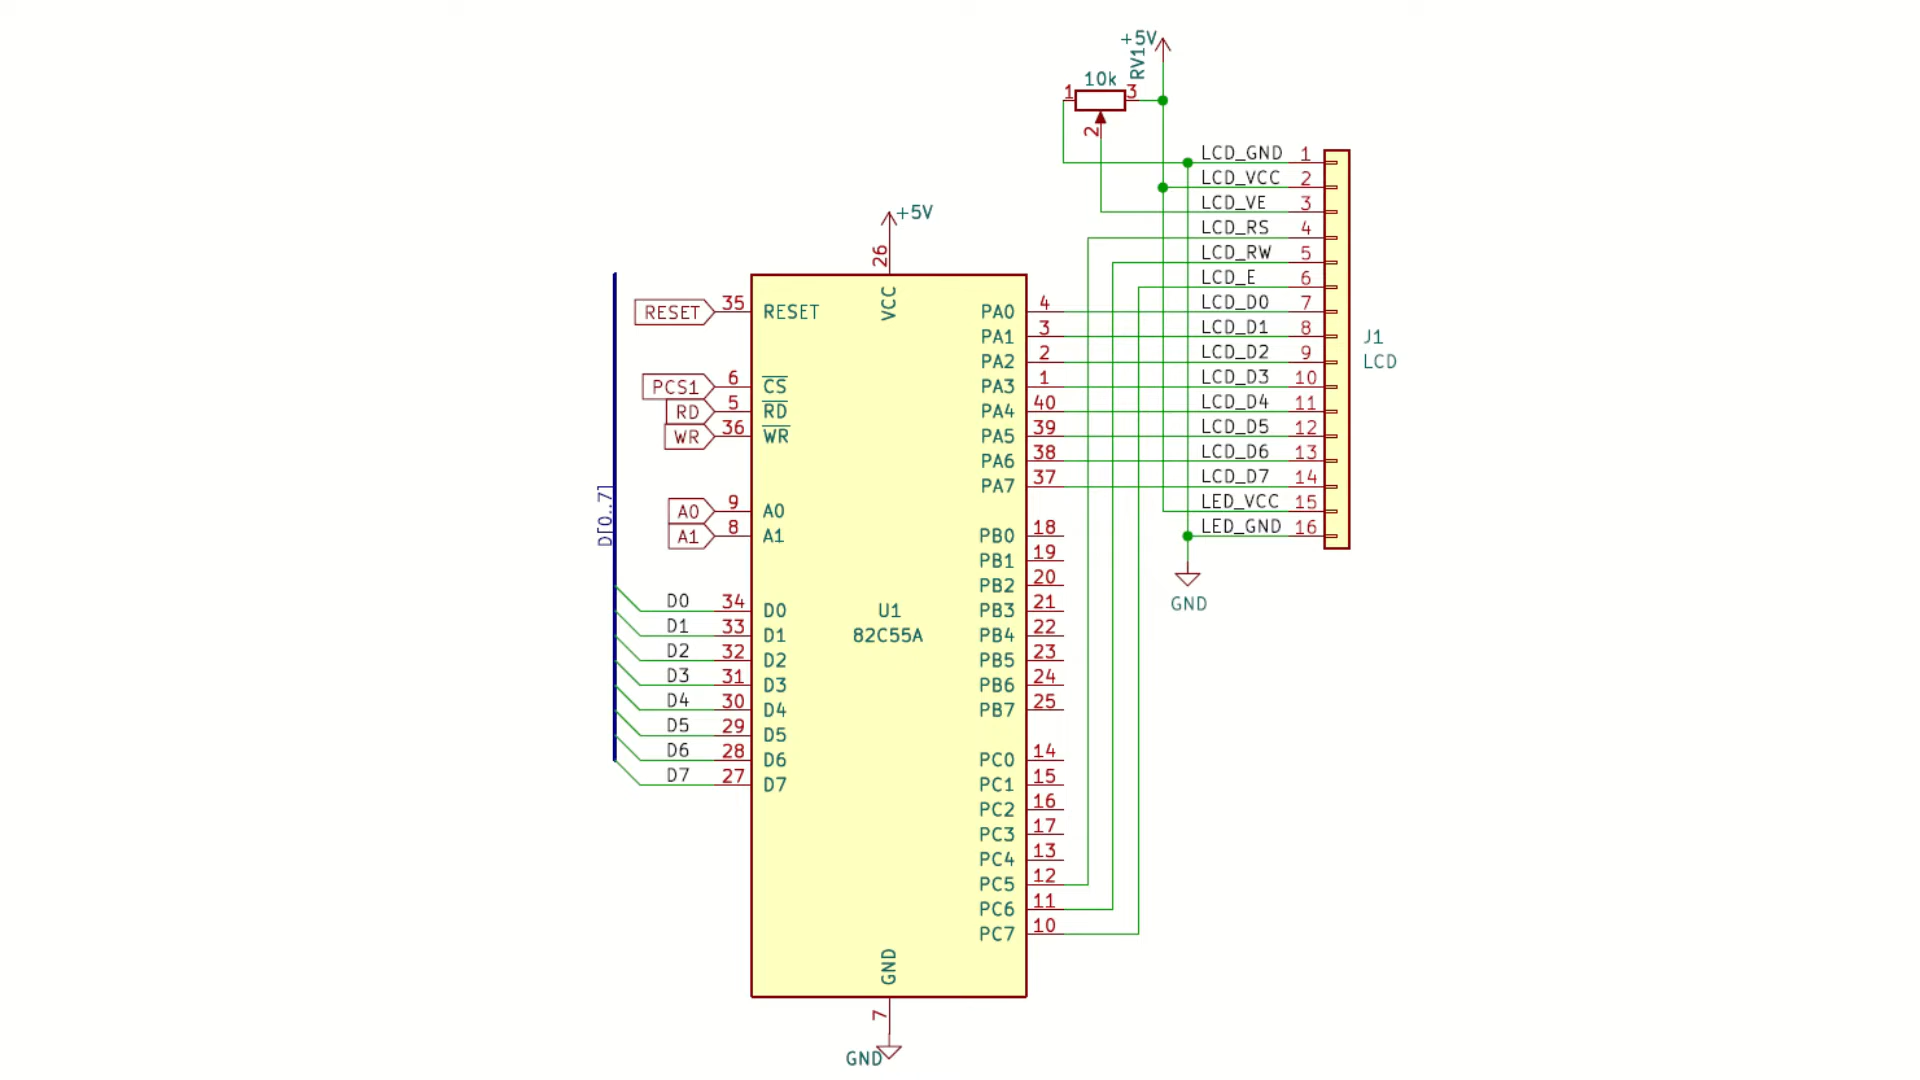 +5V
RV1
10k
1 3
2
LCD_GND 1
LCD_VCC 2
LCD_VE 3
LCD_RS 4
LCD_RW 5
LCD_E 6
LCD_D0 7
LCD_D1 8
LCD_D2 9
LCD_D3 10
LCD_D4 11
LCD_D5 12
LCD_D6 13
LCD_D7 14
LED_VCC 15
LED_GND 16
J1
LCD
GND
+5V
26
VCC
RESET 35 RESET
PCS1 6 CS
RD 5 RD
WR 36 WR
A0 9 A0
A1 8 A1
D[0..7]
D0 34 D0
D1 33 D1
D2 32 D2
D3 31 D3
D4 30 D4
D5 29 D5
D6 28 D6
D7 27 D7
U1
82C55A
PA0 4
PA1 3
PA2 2
PA3 1
PA4 40
PA5 39
PA6 38
PA7 37
PB0 18
PB1 19
PB2 20
PB3 21
PB4 22
PB5 23
PB6 24
PB7 25
PC0 14
PC1 15
PC2 16
PC3 17
PC4 13
PC5 12
PC6 11
PC7 10
GND
7
GND